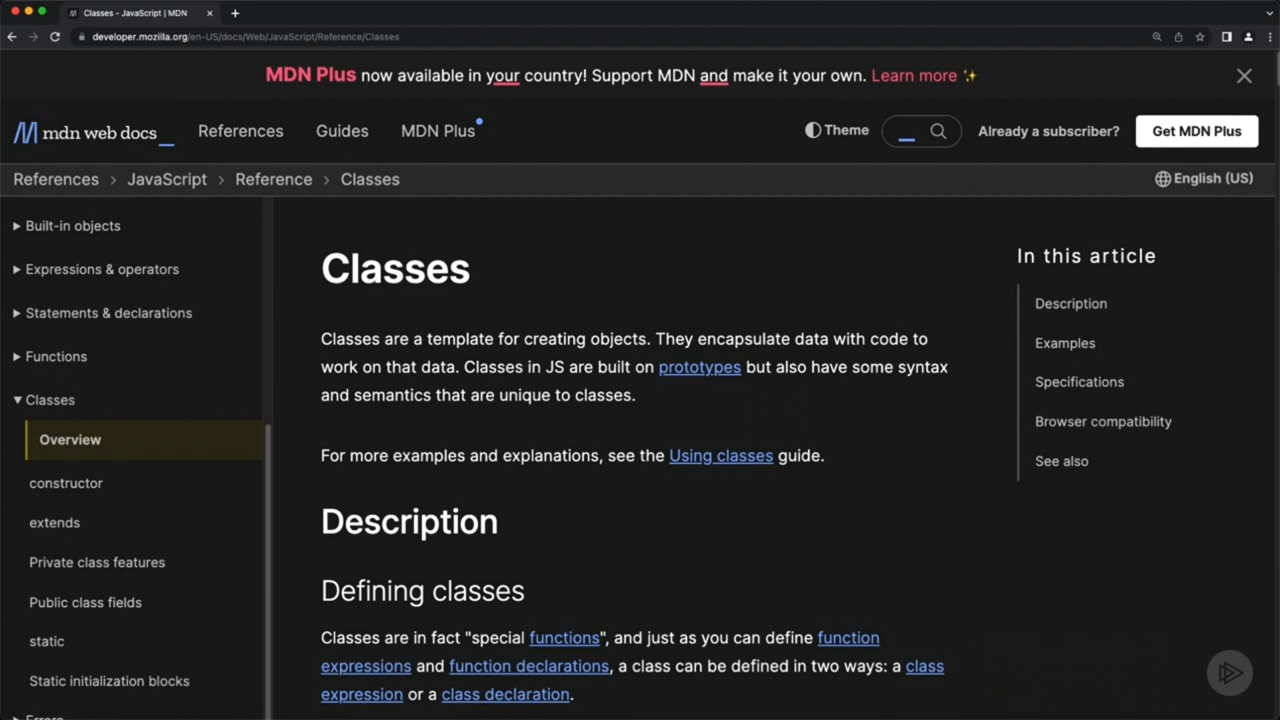 Classes - JavaScript | MDN
developer.mozilla.org/en-US/docs/Web/JavaScript/Reference/Classes
MDN Plus now available in your country! Support MDN and make it your own. Learn more ✨
mdn web docs_
References
Guides
MDN Plus
Theme
Already a subscriber?
Get MDN Plus
References > JavaScript > Reference > Classes
English (US)
Built-in objects
Expressions & operators
Statements & declarations
Functions
Classes
Overview
constructor
extends
Private class features
Public class fields
static
Static initialization blocks
Errors
Classes
Classes are a template for creating objects. They encapsulate data with code to
work on that data. Classes in JS are built on prototypes but also have some syntax
and semantics that are unique to classes.
For more examples and explanations, see the Using classes guide.
Description
Defining classes
Classes are in fact "special functions", and just as you can define function
expressions and function declarations, a class can be defined in two ways: a class
expression or a class declaration.
In this article
Description
Examples
Specifications
Browser compatibility
See also